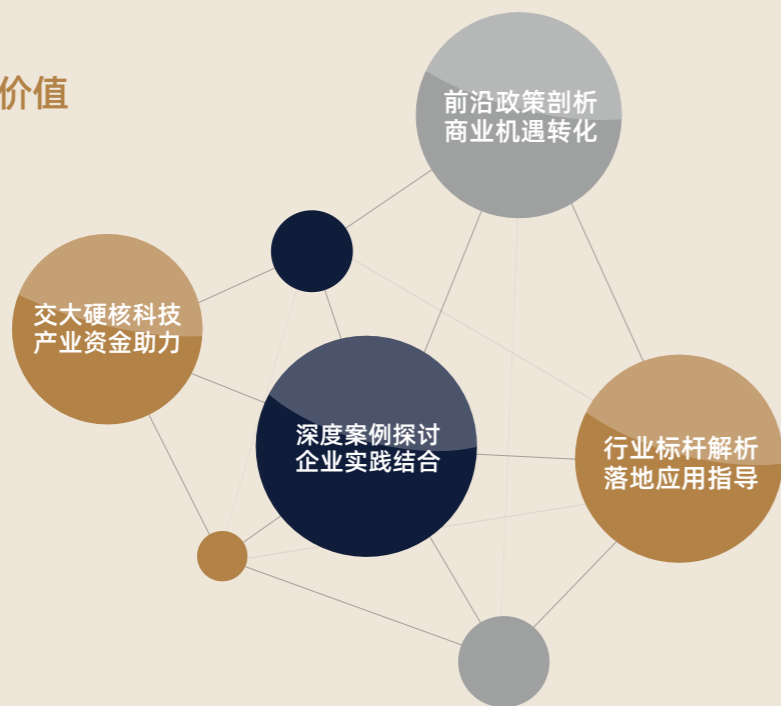 价值
前沿政策剖析
商业机遇转化
交大硬核科技
产业资金助力
深度案例探讨
企业实践结合
行业标杆解析
落地应用指导